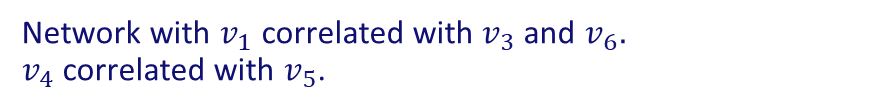 Network with 𝑣₁ correlated with 𝑣₃ and 𝑣₆.
𝑣₄ correlated with 𝑣₅.